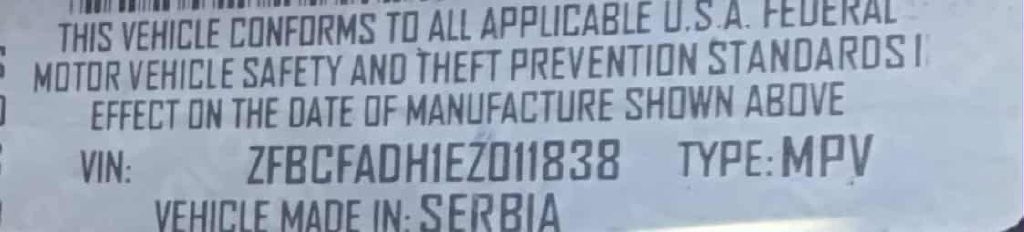 THIS VEHICLE CONFORMS TO ALL APPLICABLE U.S.A. FEDERAL
MOTOR VEHICLE SAFETY AND THEFT PREVENTION STANDARDS I
EFFECT ON THE DATE OF MANUFACTURE SHOWN ABOVE
VIN: ZFBCFADH1EZ011838 TYPE: MPV
VEHICLE MADE IN: SERBIA